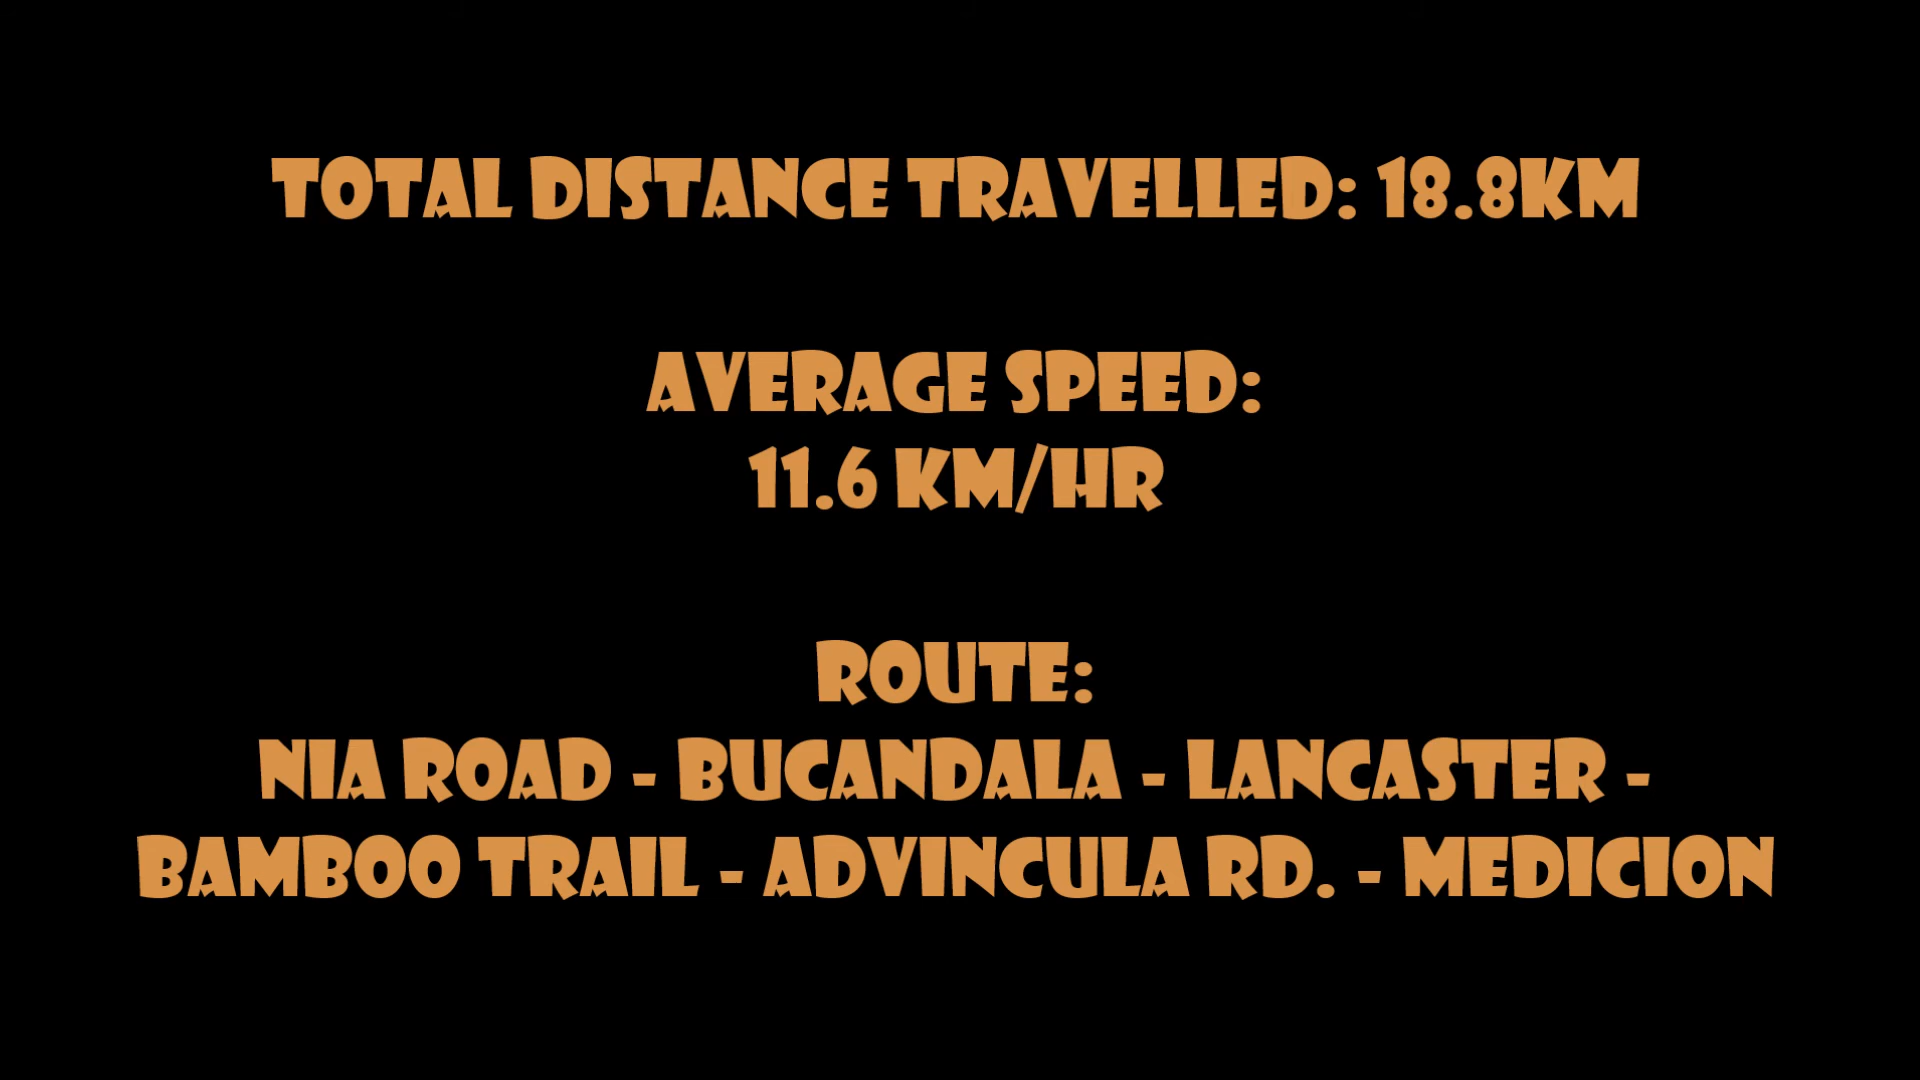 TOTAL DISTANCE TRAVELLED: 18.8KM
AVERAGE SPEED:
11.6 KM/HR
ROUTE:
NIA ROAD - BUCANDALA - LANCASTER -
BAMBOO TRAIL - ADVINCULA RD. - MEDICION